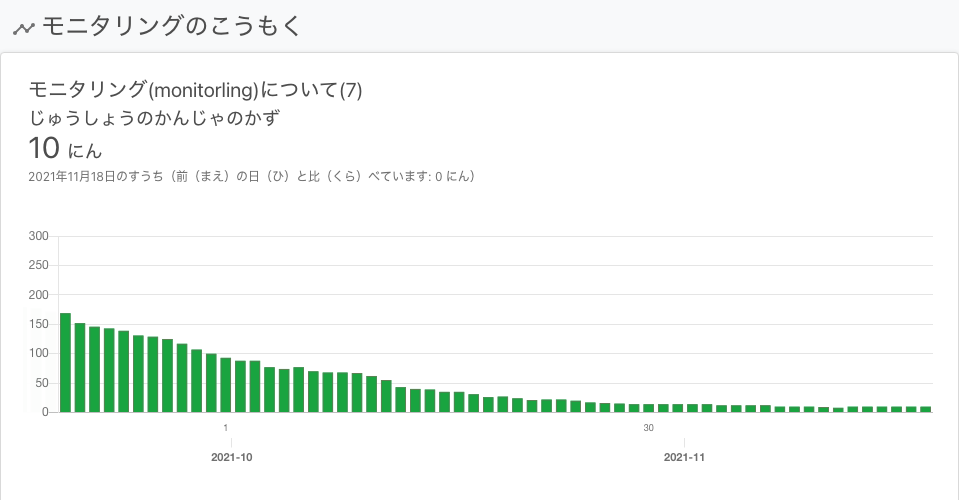 モニタリングのこうもく
モニタリング(monitorling)について(7)
じゅうしょうのかんじゃのかず
10 にん
2021年11月18日のすうち（前（まえ）の日（ひ）と比（くら）べています: 0 にん）
300
250
200
150
100
50
0
1
30
2021-10
2021-11